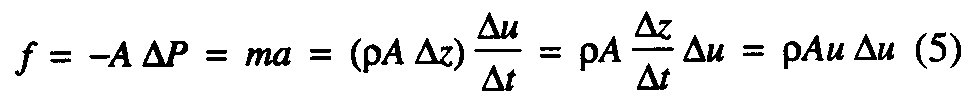 f = −A ΔP = ma = (ρA Δz) Δu/Δt = ρA Δz/Δt Δu = ρAu Δu (5)